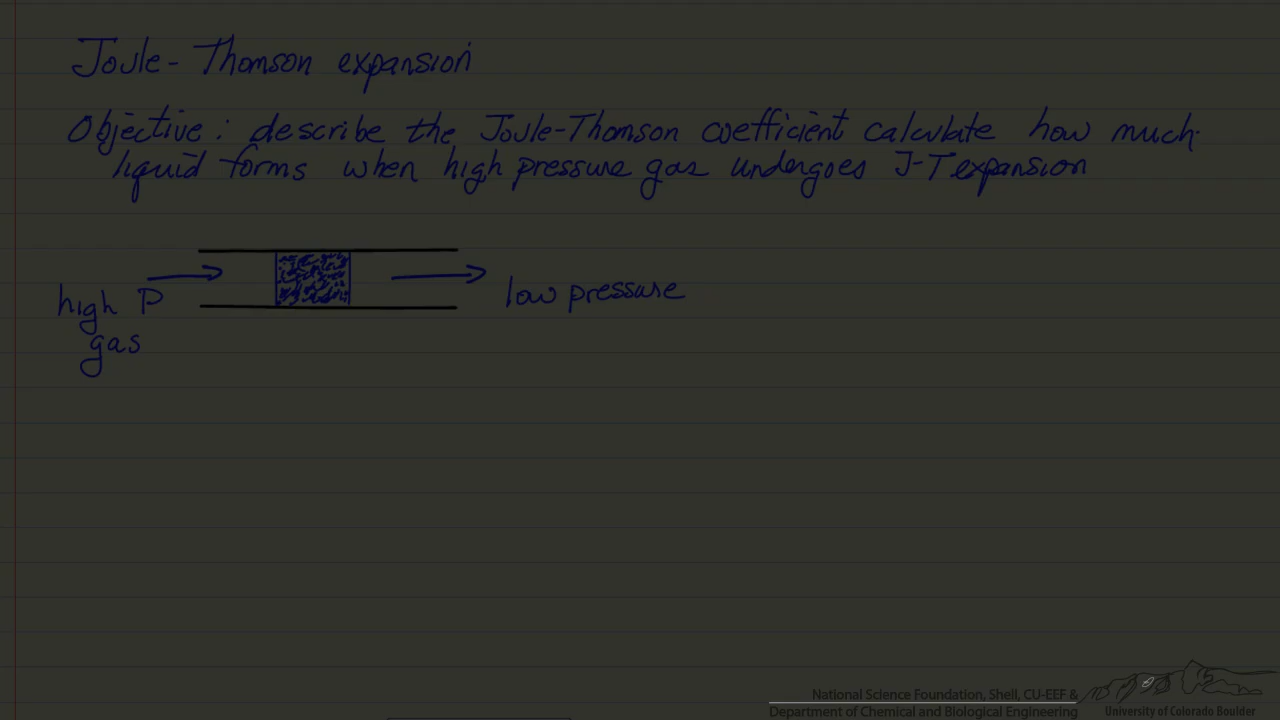 Joule-Thomson expansion
Objective: describe the Joule-Thomson coefficient calculate how much
liquid forms when high pressure gas undergoes J-T expansion
high P
gas
low pressure
National Science Foundation, Shell, CU-EEF &
Department of Chemical and Biological Engineering
University of Colorado Boulder